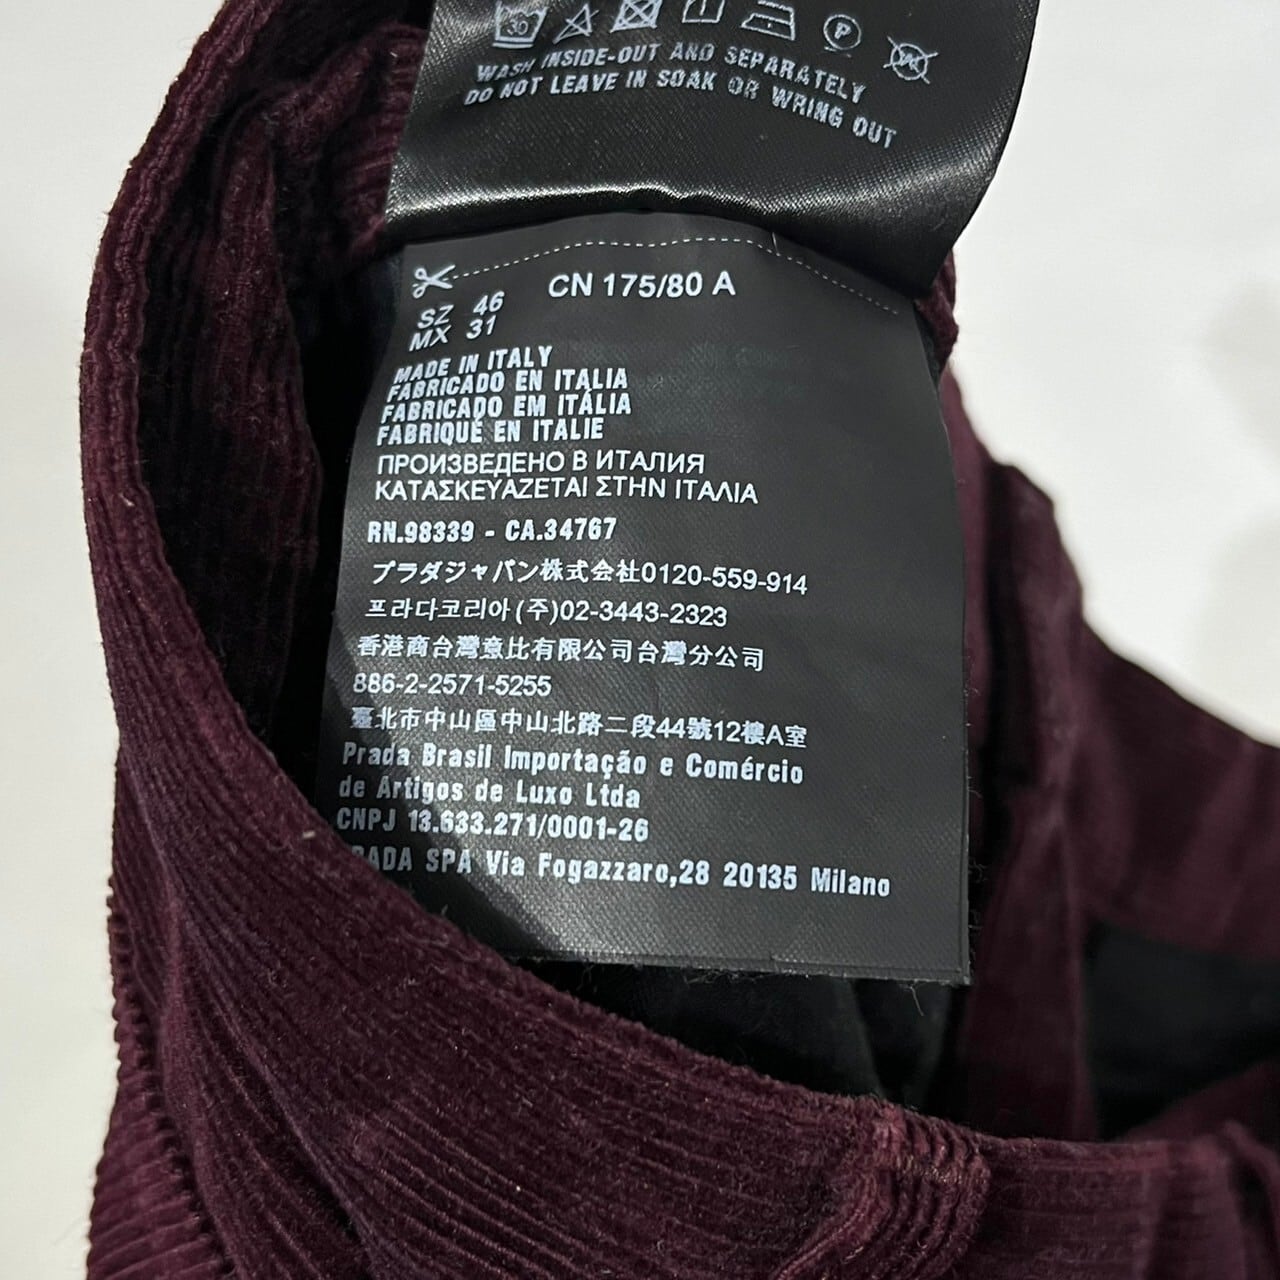 30
P
WASH INSIDE-OUT AND SEPARATELY
DO NOT LEAVE IN SOAK OR WRING OUT
CN 175/80 A
SZ 46
MX 31
MADE IN ITALY
FABRICADO EN ITALIA
FABRICADO EM ITÁLIA
FABRIQUÉ EN ITALIE
ПРОИЗВЕДЕНО В ИТАЛИЯ
ΚΑΤΑΣΚΕΥΑΖΕΤΑΙ ΣΤΗΝ ΙΤΑΛΙΑ
RN.98339 - CA.34767
プラダジャパン株式会社0120-559-914
프라다코리아(주)02-3443-2323
香港商台灣意比有限公司台灣分公司
886-2-2571-5255
臺北市中山區中山北路二段44號12樓A室
Prada Brasil Importação e Comércio
de Artigos de Luxo Ltda
CNPJ 13.633.271/0001-26
RADA SPA Via Fogazzaro,28 20135 Milano